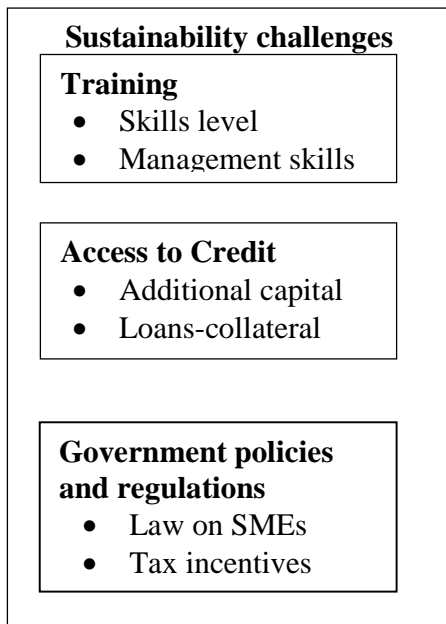 Sustainability challenges
Training
• Skills level
• Management skills
Access to Credit
• Additional capital
• Loans-collateral
Government policies
and regulations
• Law on SMEs
• Tax incentives